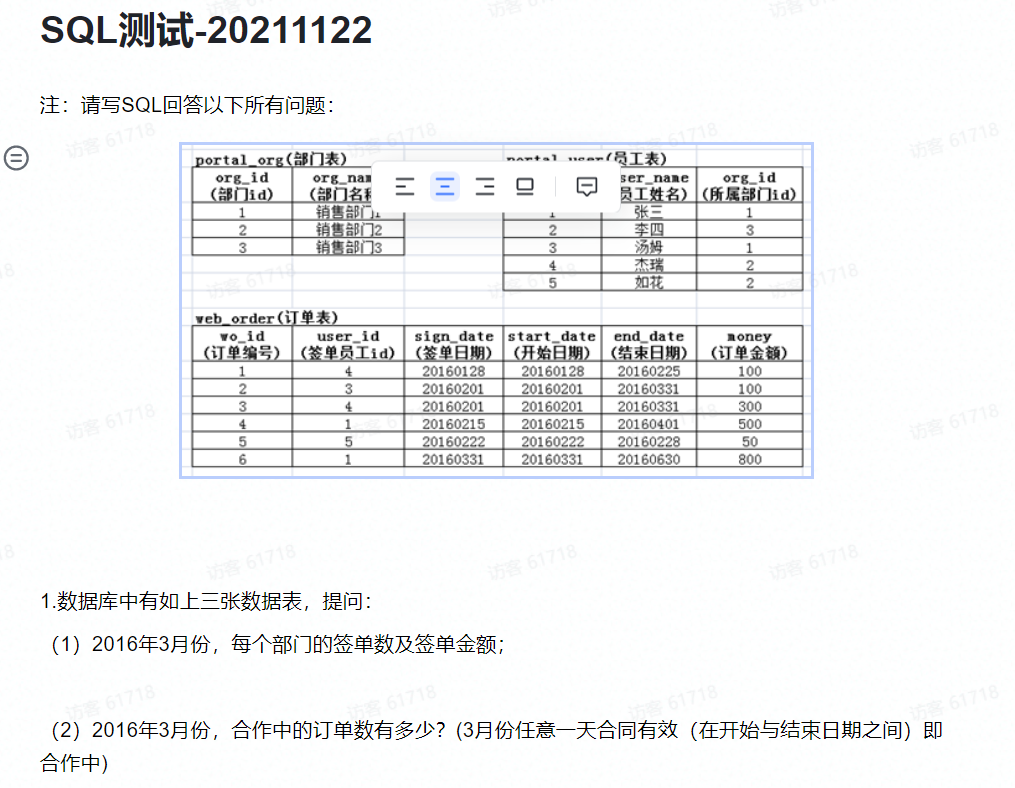 SQL测试-20211122
注：请写SQL回答以下所有问题：
portal_org(部门表)
org_id
(部门id)
1 销售部门
2 销售部门2
3 销售部门3
(员工表)
org_id
(员工姓名) (所属部门id)
1 张三 1
2 李四 3
3 汤姆 1
4 杰瑞 2
5 如花 2
web_order(订单表)
wo_id user_id sign_date start_date end_date money
(订单编号) (签单员工id) (签单日期) (开始日期) (结束日期) (订单金额)
1 4 20160128 20160128 20160225 100
2 3 20160201 20160201 20160331 100
3 4 20160201 20160201 20160331 300
4 1 20160215 20160215 20160401 500
5 5 20160222 20160222 20160228 50
6 1 20160331 20160331 20160630 800
1.数据库中有如上三张数据表，提问：
（1）2016年3月份，每个部门的签单数及签单金额；
（2）2016年3月份，合作中的订单数有多少？(3月份任意一天合同有效（在开始与结束日期之间）即
合作中)
访客 61718